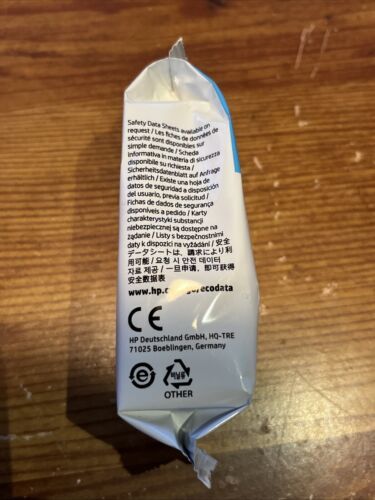 Safety Data Sheets available on
request / Les fiches de données de
sécurité sont disponibles sur
simple demande / Scheda
informativa in materia di sicurezza
disponibile su richiesta /
Sicherheitsdatenblatt auf Anfrage
erhältlich / Existe una hoja de
datos de seguridad a disposición
del usuario, previa solicitud /
Fichas de dados de segurança
disponíveis a pedido / Karty
charakterystyki substancji
niebezpiecznej są dostępne na
żądanie / Listy s bezpečnostními
daty k dispozici na vyžádání / 安全
データシートは、請求により利
用可能 / 요청 시 안전 데이터
자료 제공 / 一旦申请，即可获得
安全数据表
www.hp.com/go/ecodata
CE
HP Deutschland GmbH, HQ-TRE
71025 Boeblingen, Germany
OTHER